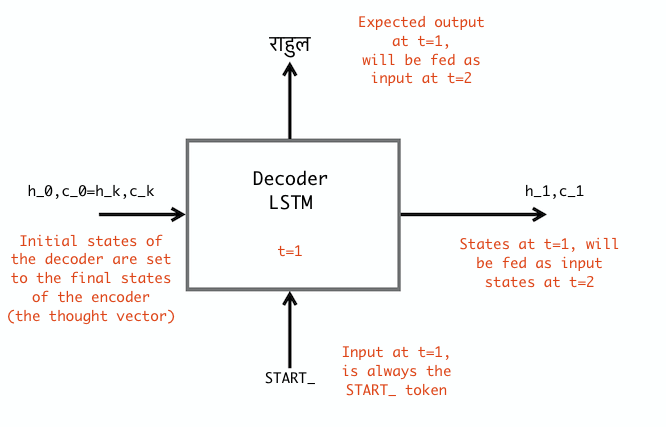 राहुल
Expected output
at t=1,
will be fed as
input at t=2
h_0,c_0=h_k,c_k
Decoder
LSTM
t=1
h_1,c_1
Initial states of
the decoder are set
to the final states
of the encoder
(the thought vector)
States at t=1, will
be fed as input
states at t=2
START_
Input at t=1,
is always the
START_ token